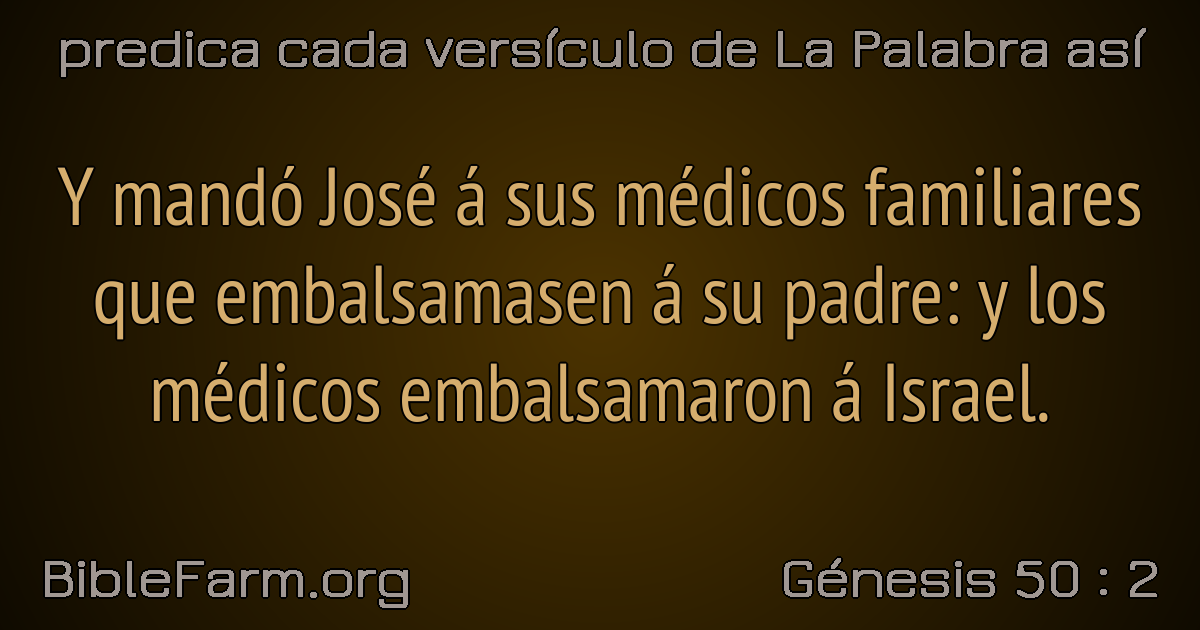 predica cada versículo de La Palabra así
Y mandó José á sus médicos familiares
que embalsamasen á su padre: y los
médicos embalsamaron á Israel.
BibleFarm.org
Génesis 50 : 2